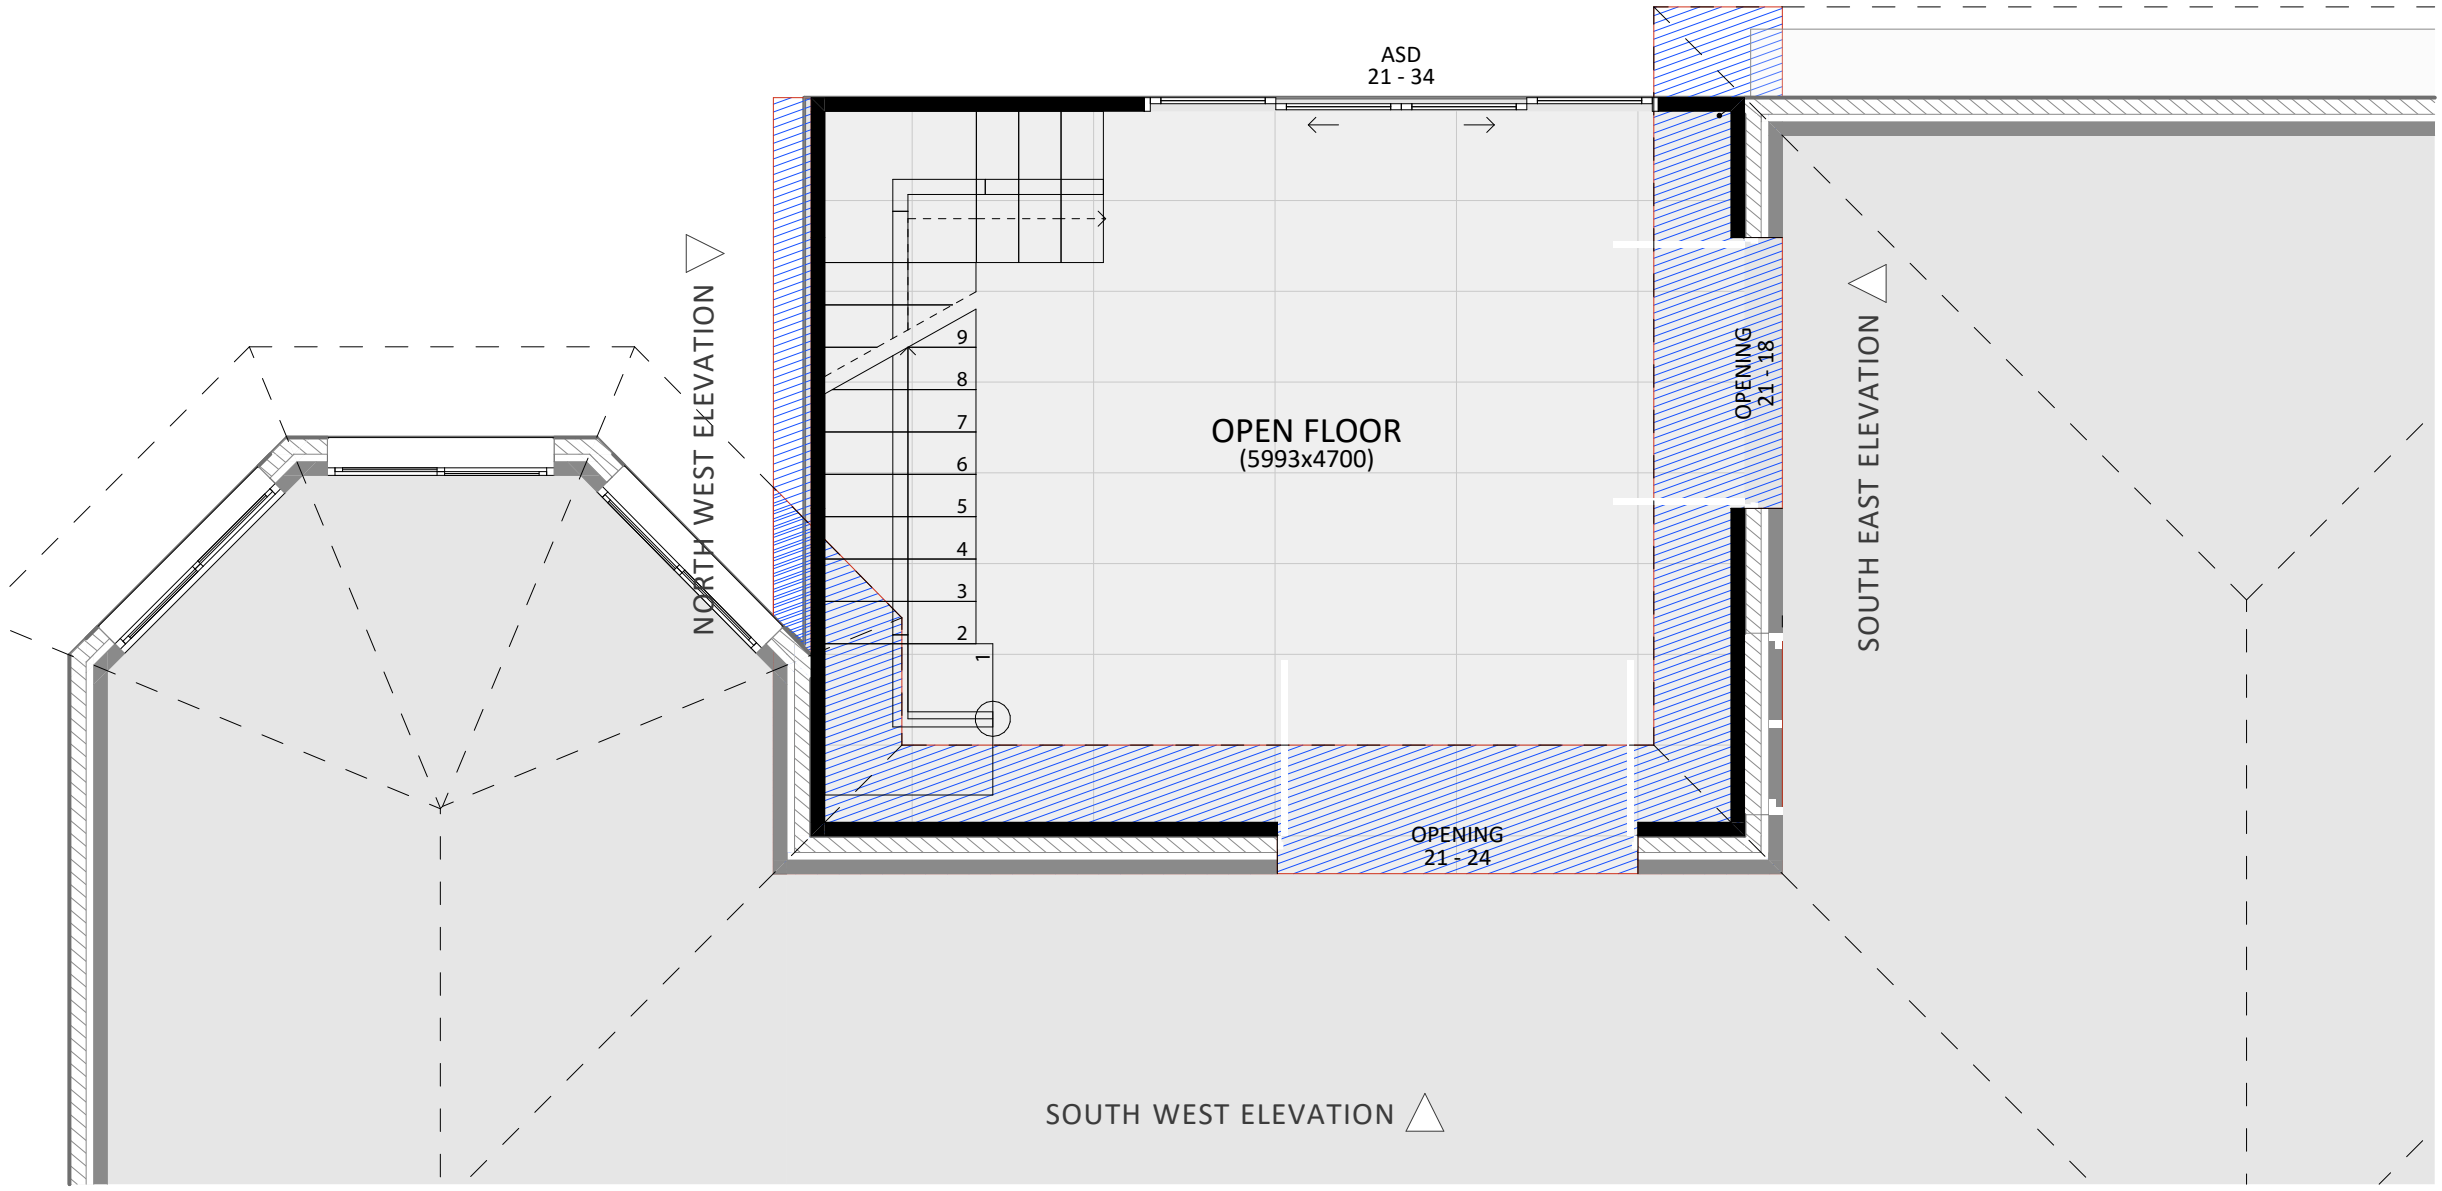 ASD
21 - 34
NORTH WEST ELEVATION
OPEN FLOOR
(5993x4700)
OPENING
21 - 18
SOUTH EAST ELEVATION
9
8
7
6
5
4
3
2
1
OPENING
21 - 24
SOUTH WEST ELEVATION